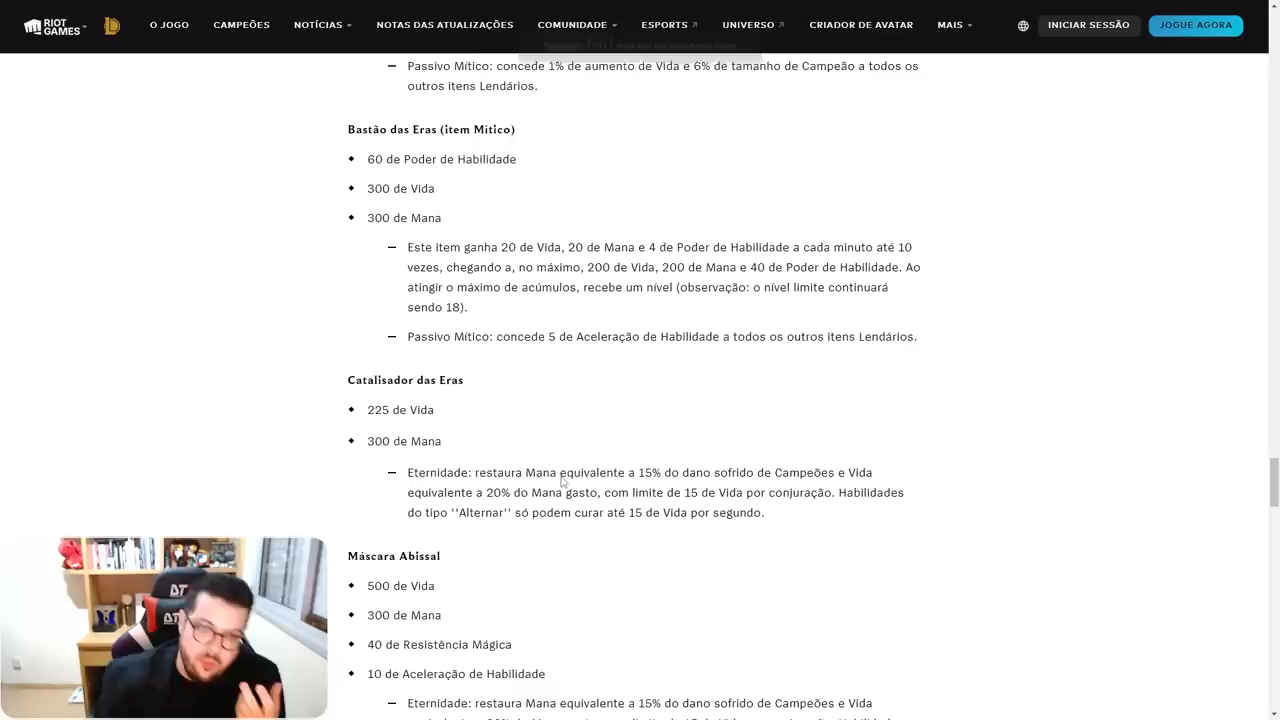 RIOT GAMES
O JOGO CAMPEÕES NOTÍCIAS NOTAS DAS ATUALIZAÇÕES COMUNIDADE ESPORTS UNIVERSO CRIADOR DE AVATAR MAIS INICIAR SESSÃO JOGUE AGORA
Passivo Mítico: concede 1% de aumento de Vida e 6% de tamanho de Campeão a todos os
outros itens Lendários.
Bastão das Eras (item Mítico)
60 de Poder de Habilidade
300 de Vida
300 de Mana
Este item ganha 20 de Vida, 20 de Mana e 4 de Poder de Habilidade a cada minuto até 10
vezes, chegando a, no máximo, 200 de Vida, 200 de Mana e 40 de Poder de Habilidade. Ao
atingir o máximo de acúmulos, recebe um nível (observação: o nível limite continuará
sendo 18).
Passivo Mítico: concede 5 de Aceleração de Habilidade a todos os outros itens Lendários.
Catalisador das Eras
225 de Vida
300 de Mana
Eternidade: restaura Mana equivalente a 15% do dano sofrido de Campeões e Vida
equivalente a 20% do Mana gasto, com limite de 15 de Vida por conjuração. Habilidades
do tipo ''Alternar'' só podem curar até 15 de Vida por segundo.
Máscara Abissal
500 de Vida
300 de Mana
40 de Resistência Mágica
10 de Aceleração de Habilidade
Eternidade: restaura Mana equivalente a 15% do dano sofrido de Campeões e Vida